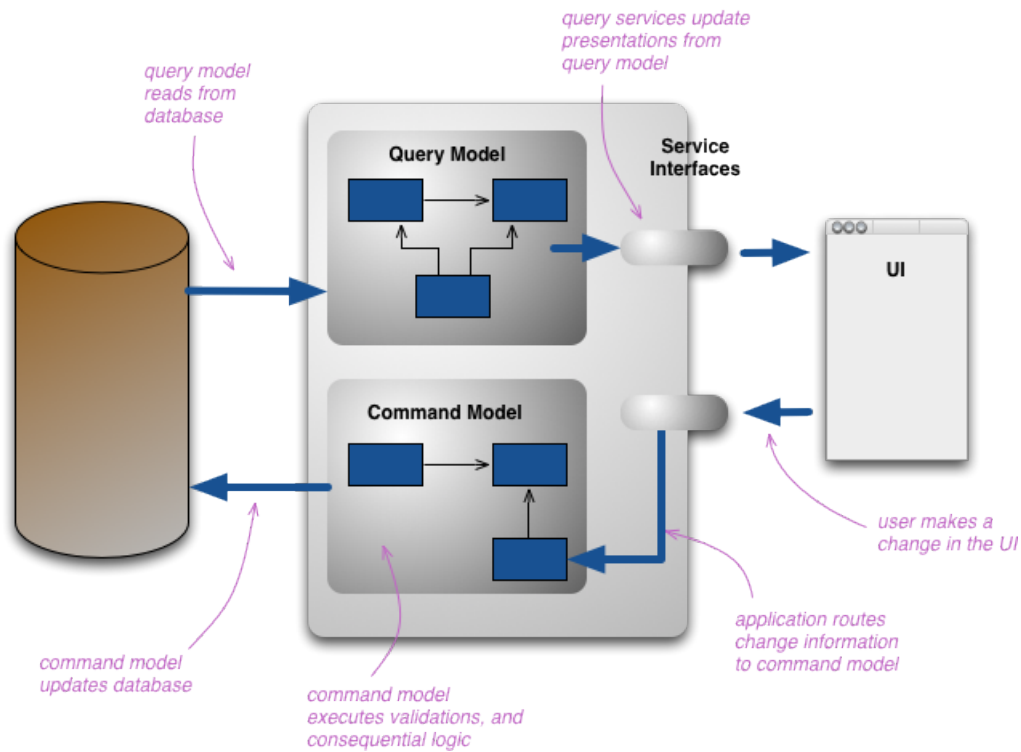 query services update
presentations from
query model
query model
reads from
database
Query Model
Service
Interfaces
UI
Command Model
user makes a
change in the UI
application routes
change information
to command model
command model
updates database
command model
executes validations, and
consequential logic